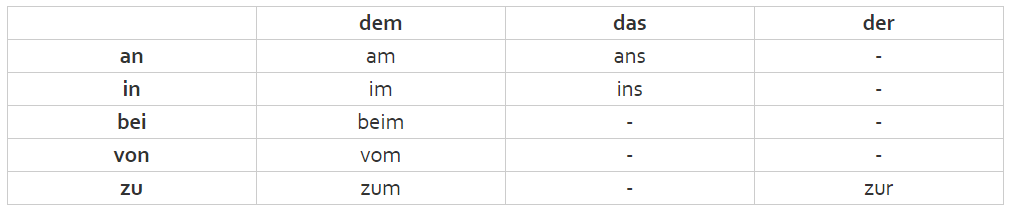 dem das der
an am ans -
in im ins -
bei beim - -
von vom - -
zu zum - zur